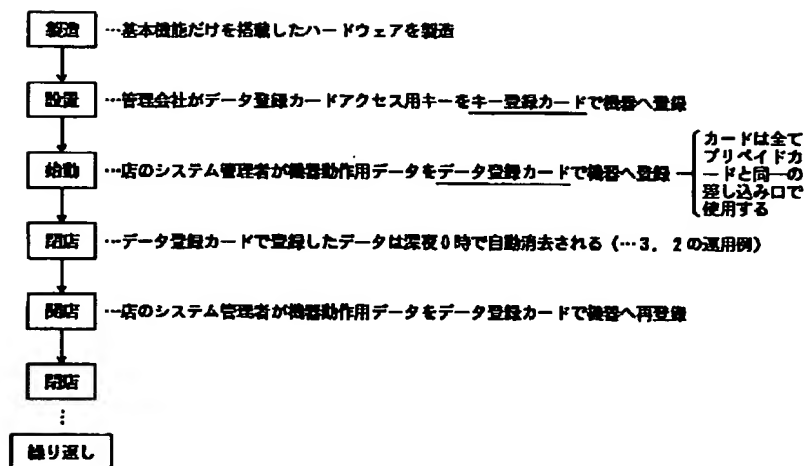 製造 …基本機能だけを搭載したハードウェアを製造
設置 …管理会社がデータ登録カードアクセス用キーをキー登録カードで機器へ登録
始動 …店のシステム管理者が機器動作用データをデータ登録カードで機器へ登録
カードは全て
プリペイドカ
ードと同一の
差し込み口で
使用する
閉店 …データ登録カードで登録したデータは深夜0時で自動消去される（…3．2の運用例）
開店 …店のシステム管理者が機器動作用データをデータ登録カードで機器へ再登録
閉店
⋮
繰り返し